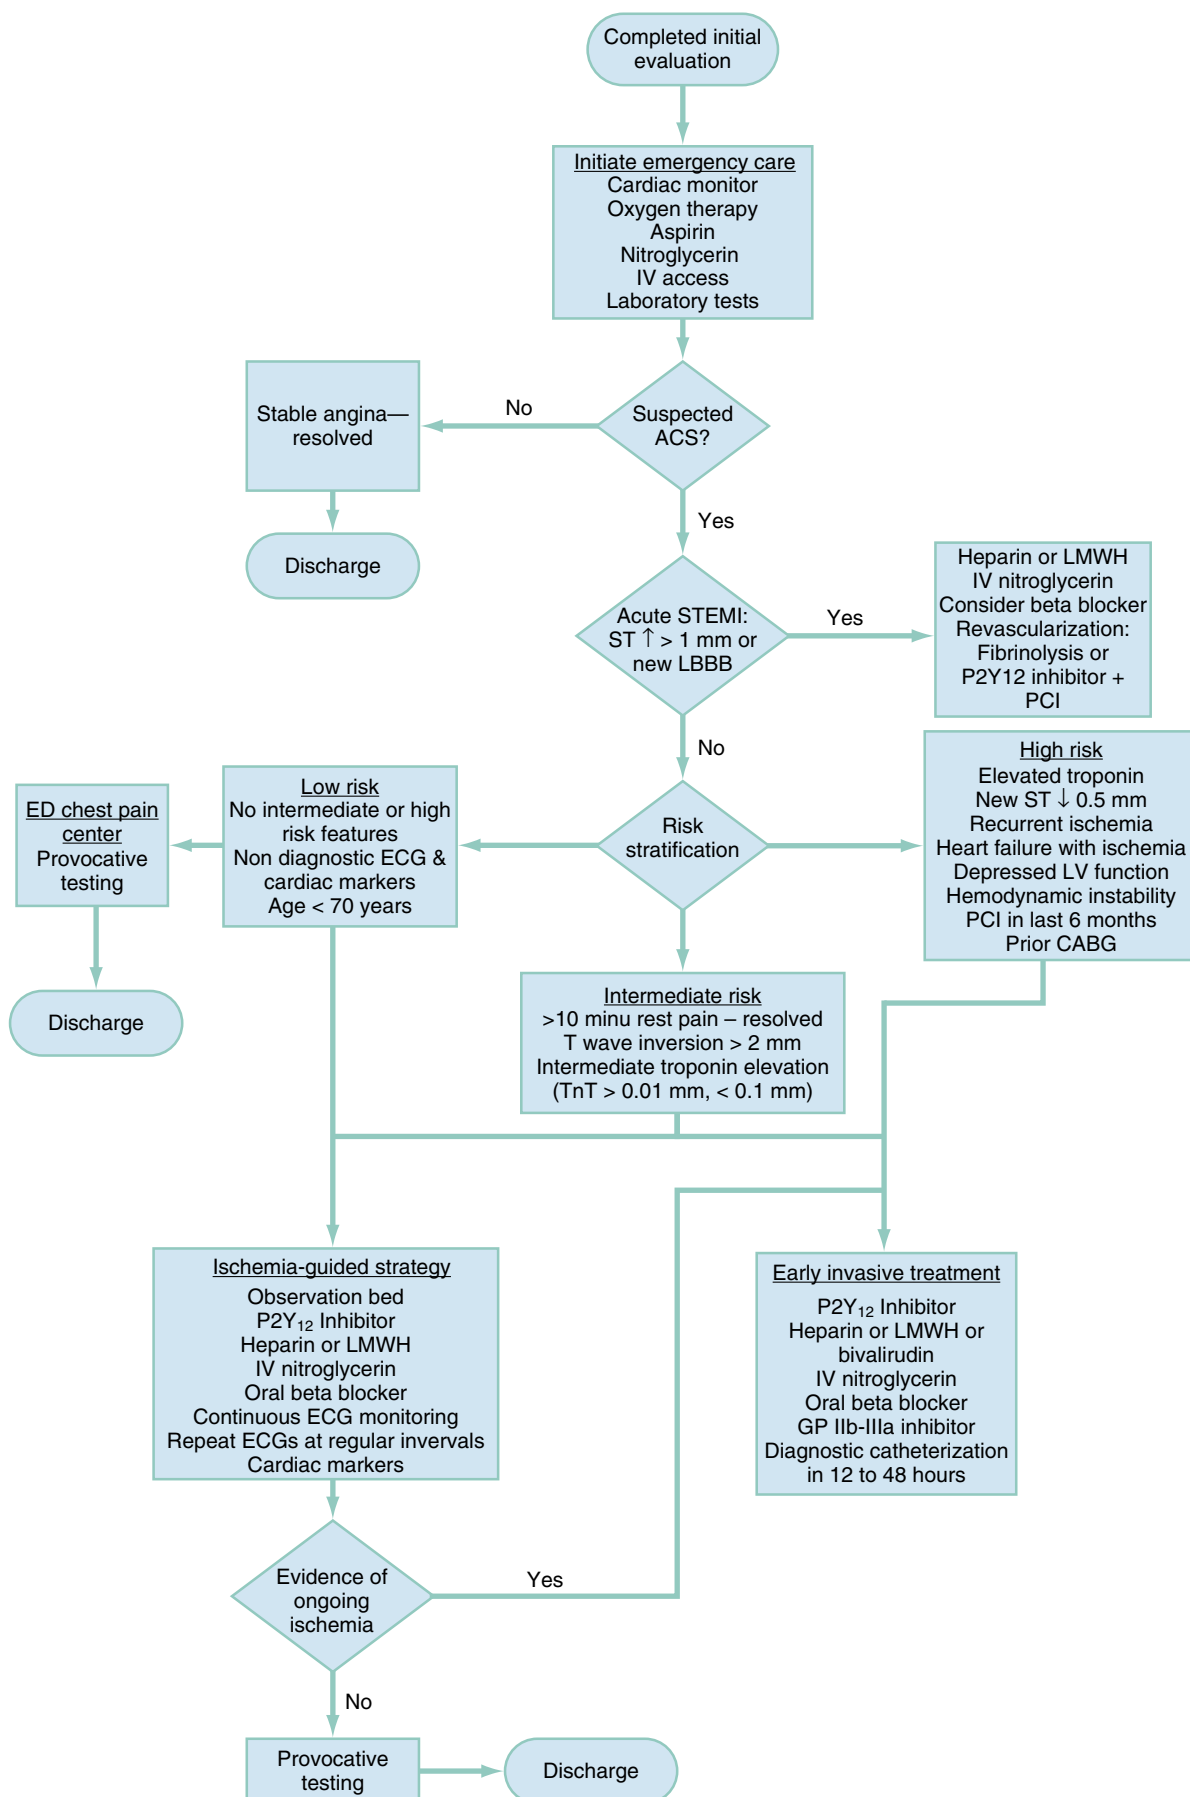 Completed initial
evaluation
Initiate emergency care
Cardiac monitor
Oxygen therapy
Aspirin
Nitroglycerin
IV access
Laboratory tests
Suspected
ACS?
No
Stable angina—
resolved
Discharge
Yes
Acute STEMI:
ST ↑ > 1 mm or
new LBBB
Yes
Heparin or LMWH
IV nitroglycerin
Consider beta blocker
Revascularization:
Fibrinolysis or
P2Y12 inhibitor +
PCI
No
Risk
stratification
Low risk
No intermediate or high
risk features
Non diagnostic ECG &
cardiac markers
Age < 70 years
ED chest pain
center
Provocative
testing
Discharge
High risk
Elevated troponin
New ST ↓ 0.5 mm
Recurrent ischemia
Heart failure with ischemia
Depressed LV function
Hemodynamic instability
PCI in last 6 months
Prior CABG
Intermediate risk
>10 minu rest pain – resolved
T wave inversion > 2 mm
Intermediate troponin elevation
(TnT > 0.01 mm, < 0.1 mm)
Ischemia-guided strategy
Observation bed
P2Y₁₂ Inhibitor
Heparin or LMWH
IV nitroglycerin
Oral beta blocker
Continuous ECG monitoring
Repeat ECGs at regular invervals
Cardiac markers
Early invasive treatment
P2Y₁₂ Inhibitor
Heparin or LMWH or
bivalirudin
IV nitroglycerin
Oral beta blocker
GP IIb-IIIa inhibitor
Diagnostic catheterization
in 12 to 48 hours
Evidence of
ongoing
ischemia
Yes
No
Provocative
testing
Discharge